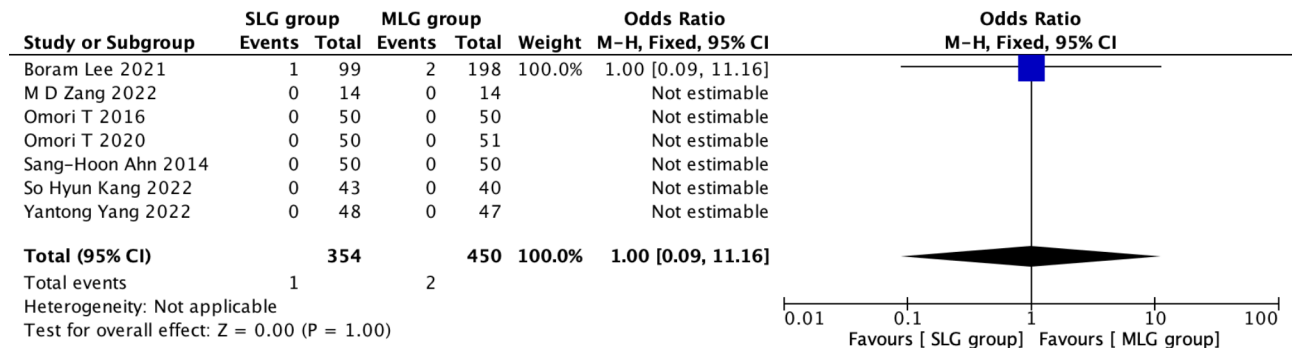 SLG group MLG group Odds Ratio Odds Ratio
Study or Subgroup Events Total Events Total Weight M-H, Fixed, 95% CI M-H, Fixed, 95% CI
Boram Lee 2021 1 99 2 198 100.0% 1.00 [0.09, 11.16]
M D Zang 2022 0 14 0 14 Not estimable
Omori T 2016 0 50 0 50 Not estimable
Omori T 2020 0 50 0 51 Not estimable
Sang-Hoon Ahn 2014 0 50 0 50 Not estimable
So Hyun Kang 2022 0 43 0 40 Not estimable
Yantong Yang 2022 0 48 0 47 Not estimable
Total (95% CI) 354 450 100.0% 1.00 [0.09, 11.16]
Total events 1 2
Heterogeneity: Not applicable
Test for overall effect: Z = 0.00 (P = 1.00)
0.01 0.1 1 10 100
Favours [ SLG group] Favours [ MLG group]